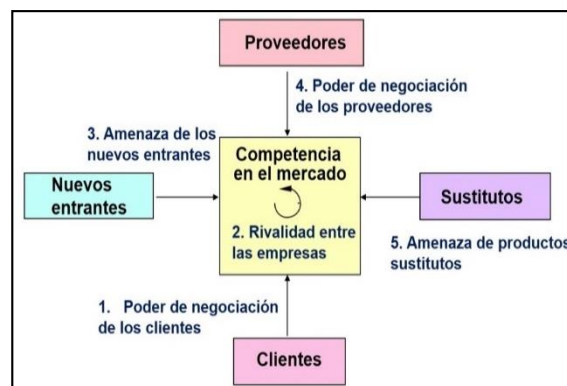 Proveedores
4. Poder de negociación
de los proveedores
3. Amenaza de los
nuevos entrantes
Competencia
en el mercado
Nuevos
entrantes
Sustitutos
2. Rivalidad entre
las empresas
5. Amenaza de productos
sustitutos
1. Poder de negociación
de los clientes
Clientes